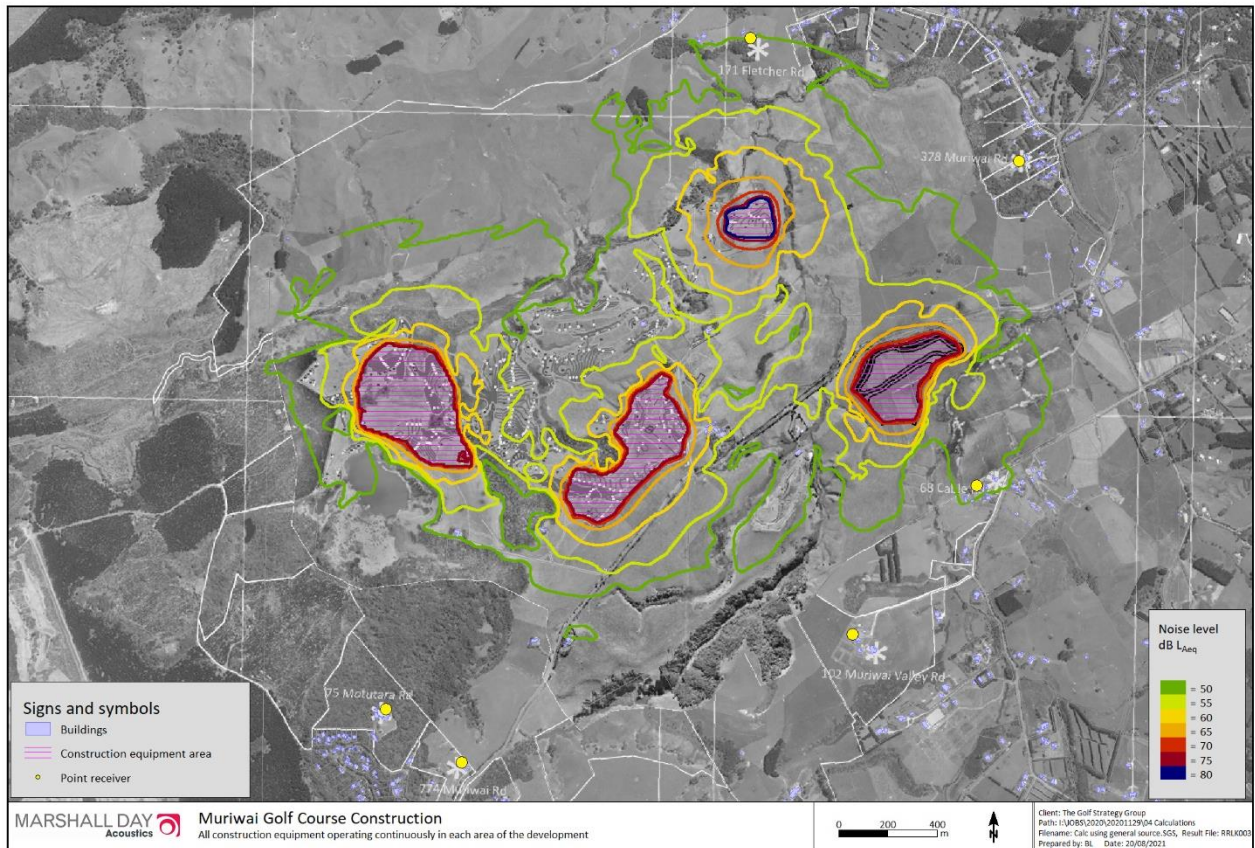 171 Fletcher Rd
378 Muriwai Rd
68 Cable
102 Muriwai Valley Rd
75 Motutara Rd
774 Muriwai Rd
Signs and symbols
Buildings
Construction equipment area
Point receiver
Noise level
dB LAeq
= 50
= 55
= 60
= 65
= 70
= 75
= 80
MARSHALL DAY
Acoustics
Muriwai Golf Course Construction
All construction equipment operating continuously in each area of the development
0 200 400
m
N
Client: The Golf Strategy Group
Path: I:\JOBS\2020\20201129\04 Calculations
Filename: Calc using general source.SGS, Result File: RRLK003
Prepared by: BL Date: 20/08/2021